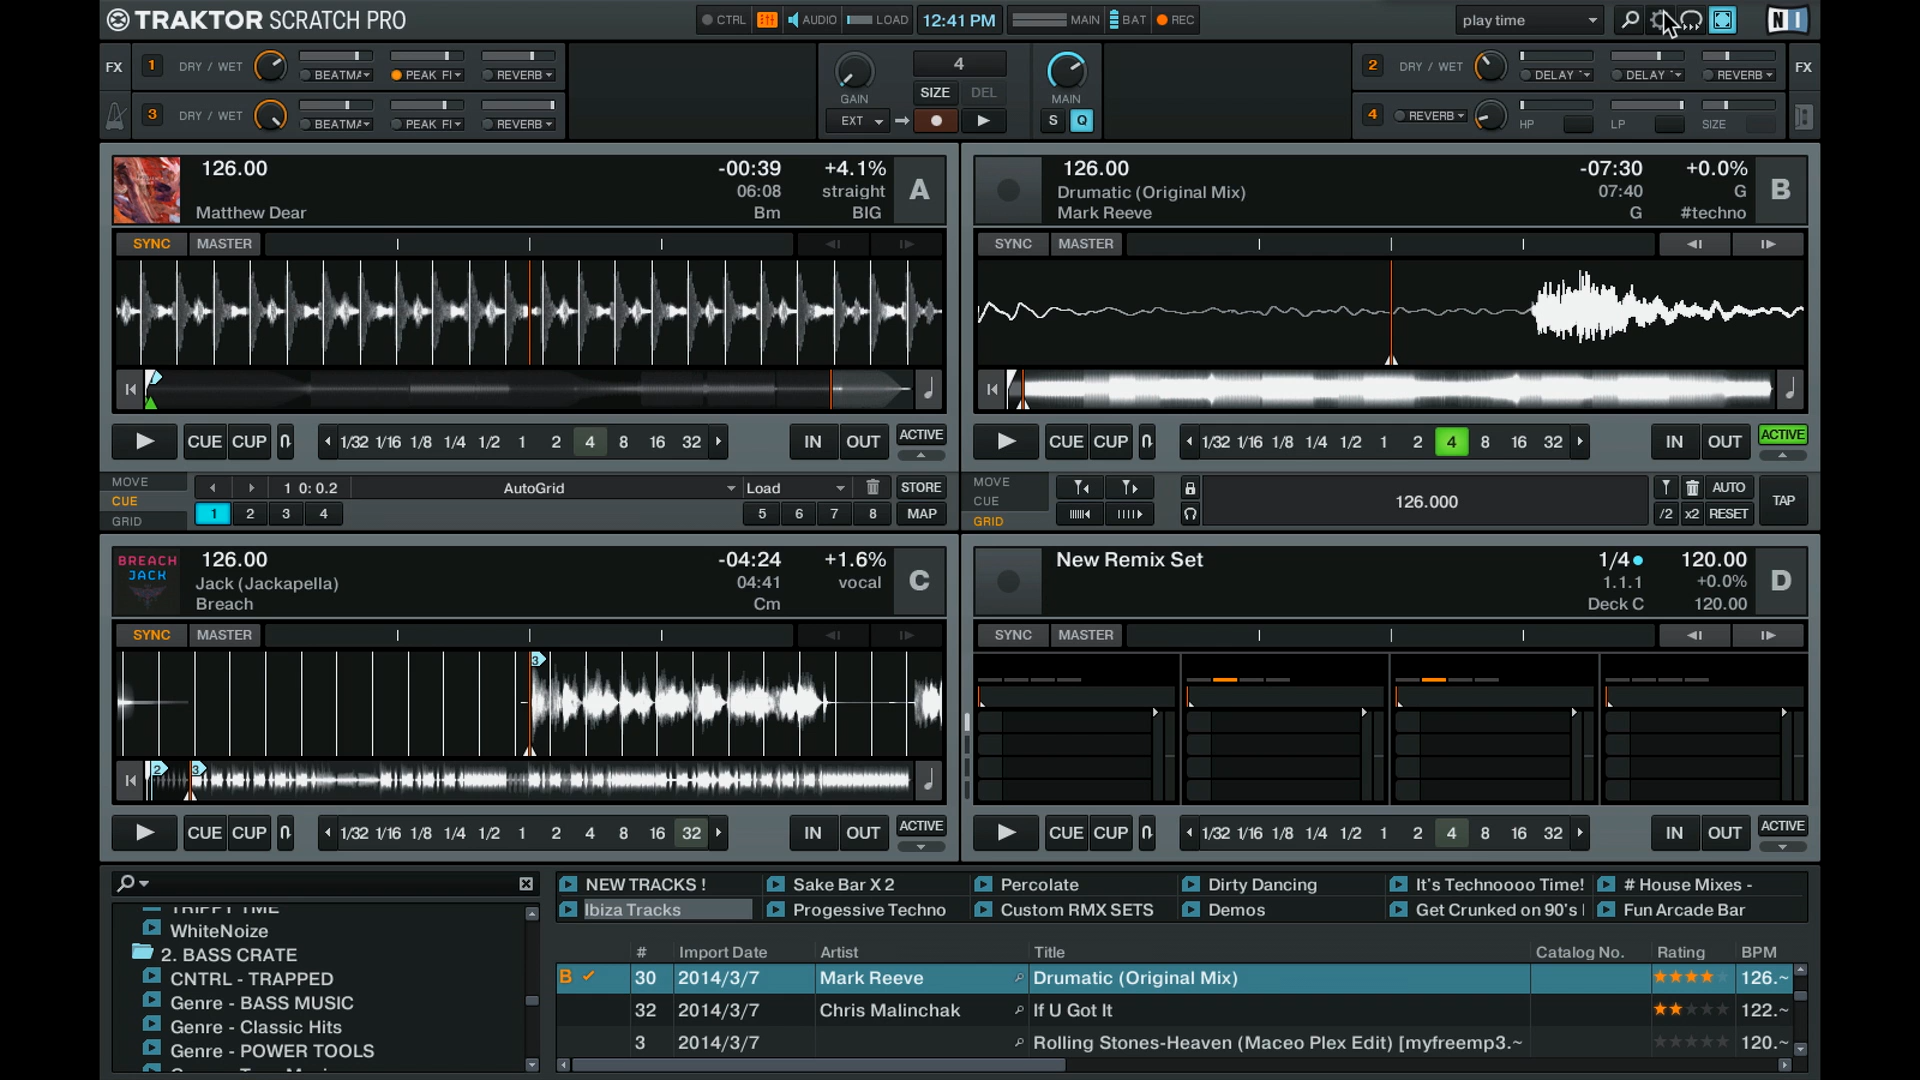 TRAKTOR SCRATCH PRO
CTRL AUDIO LOAD 12:41 PM MAIN BAT REC
play time
NI
FX 1 DRY / WET BEATMA PEAK FI REVERB
3 DRY / WET BEATMA PEAK FI REVERB
GAIN 4 MAIN
SIZE DEL
EXT S Q
2 DRY / WET DELAY DELAY REVERB FX
4 REVERB HP LP SIZE
126.00 -00:39 +4.1% A
06:08 straight
Matthew Dear Bm BIG
SYNC MASTER
CUE CUP 1/32 1/16 1/8 1/4 1/2 1 2 4 8 16 32 IN OUT ACTIVE
MOVE
CUE
GRID
1 0: 0.2 AutoGrid Load STORE
1 2 3 4 5 6 7 8 MAP
126.00 -07:30 +0.0% B
Drumatic (Original Mix) 07:40 G
Mark Reeve G #techno
SYNC MASTER
CUE CUP 1/32 1/16 1/8 1/4 1/2 1 2 4 8 16 32 IN OUT ACTIVE
MOVE
CUE
GRID
126.000 AUTO TAP
/2 x2 RESET
BREACH
JACK
126.00 -04:24 +1.6% C
Jack (Jackapella) 04:41 vocal
Breach Cm
SYNC MASTER
3
2 3
CUE CUP 1/32 1/16 1/8 1/4 1/2 1 2 4 8 16 32 IN OUT ACTIVE
New Remix Set 1/4 120.00 D
1.1.1 +0.0%
Deck C 120.00
SYNC MASTER
CUE CUP 1/32 1/16 1/8 1/4 1/2 1 2 4 8 16 32 IN OUT ACTIVE
WhiteNoize
2. BASS CRATE
CNTRL - TRAPPED
Genre - BASS MUSIC
Genre - Classic Hits
Genre - POWER TOOLS
NEW TRACKS ! Sake Bar X 2 Percolate Dirty Dancing It's Technoooo Time! # House Mixes -
Ibiza Tracks Progessive Techno Custom RMX SETS Demos Get Crunked on 90's Fun Arcade Bar
# Import Date Artist Title Catalog No. Rating BPM
B 30 2014/3/7 Mark Reeve Drumatic (Original Mix) 126.~
32 2014/3/7 Chris Malinchak If U Got It 122.~
3 2014/3/7 Rolling Stones-Heaven (Maceo Plex Edit) [myfreemp3.~ 120.~